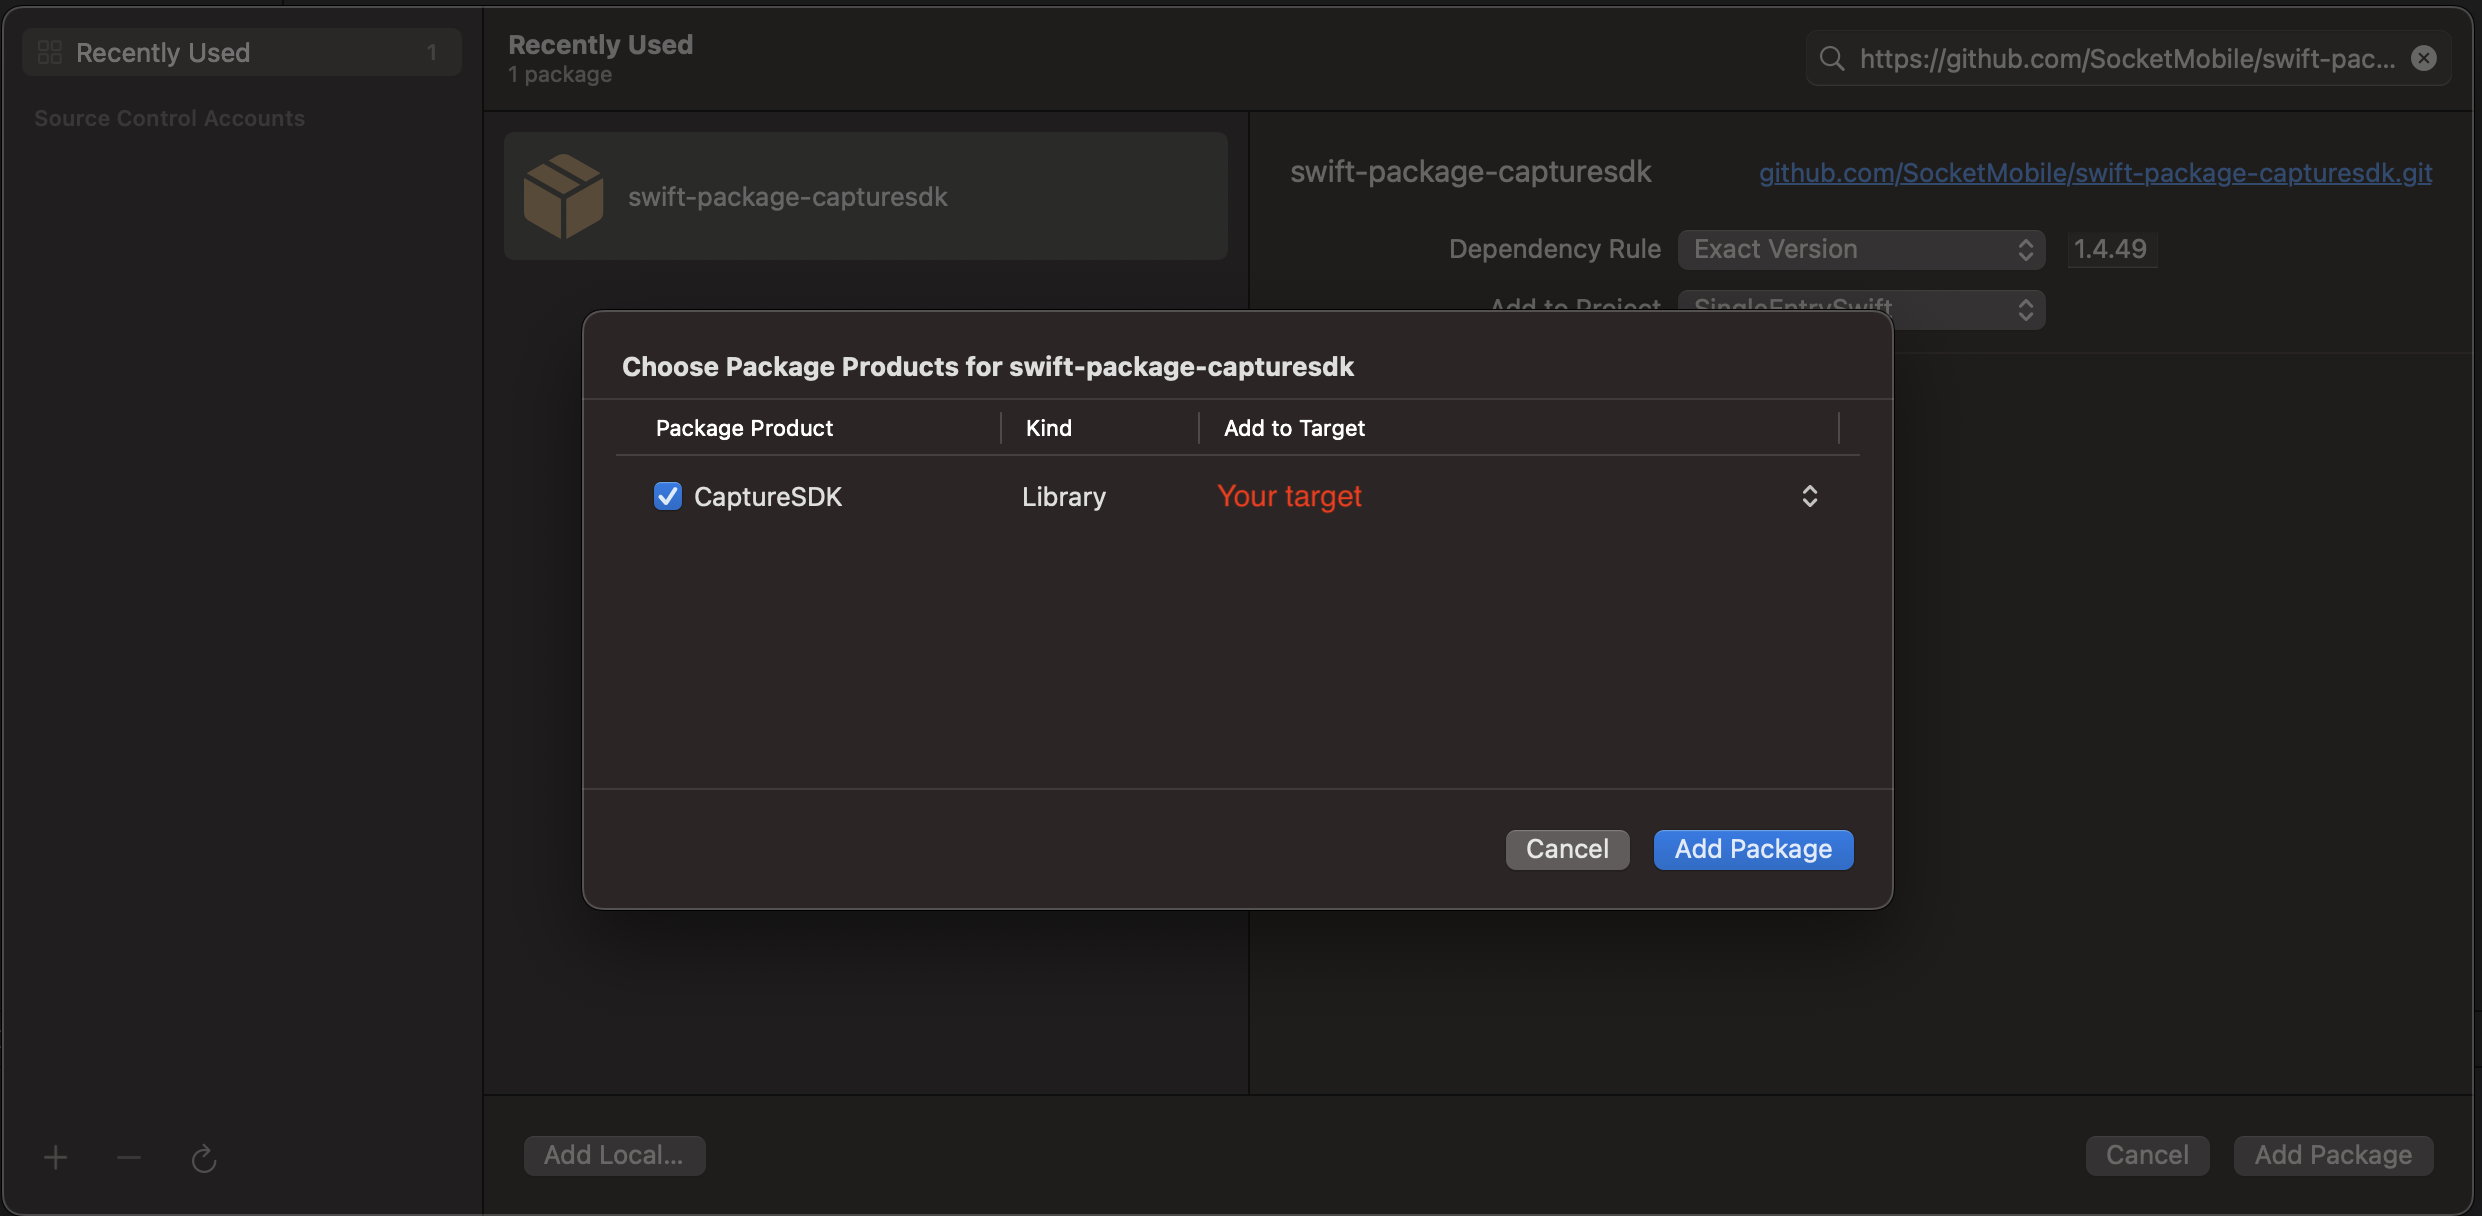 Recently Used 1
Source Control Accounts
Recently Used
1 package
https://github.com/SocketMobile/swift-pac...
swift-package-capturesdk
swift-package-capturesdk github.com/SocketMobile/swift-package-capturesdk.git
Dependency Rule Exact Version 1.4.49
Add to Project SingleEntrySwift
Choose Package Products for swift-package-capturesdk
Package Product Kind Add to Target
CaptureSDK Library Your target
Cancel Add Package
Add Local... Cancel Add Package